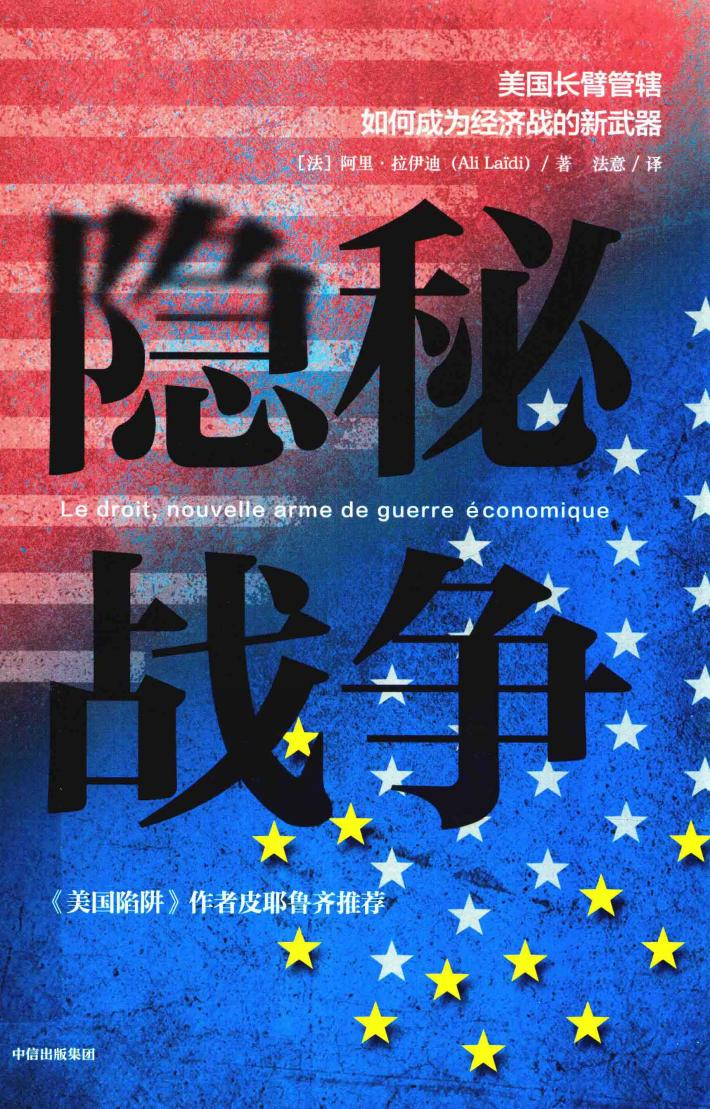 美国长臂管辖
如何成为经济战的新武器
［法］阿里·拉伊迪（Ali Laïdi）/ 著 法意 / 译
隐秘
Le droit, nouvelle arme de guerre économique
战争
《美国陷阱》作者皮耶鲁齐推荐
中信出版集团